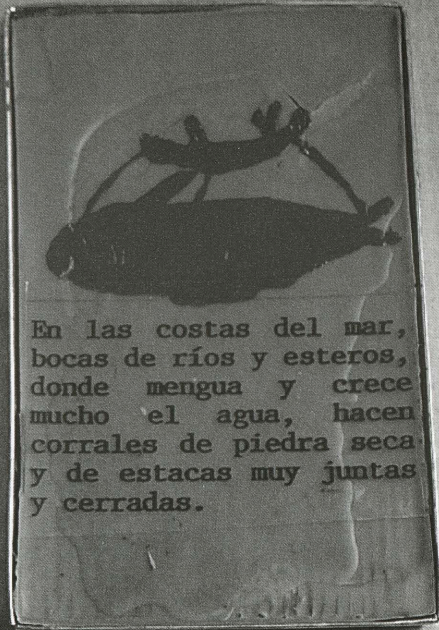 En las costas del mar,
bocas de ríos y esteros,
donde mengua y crece
mucho el agua, hacen
corrales de piedra seca
y de estacas muy juntas
y cerradas.